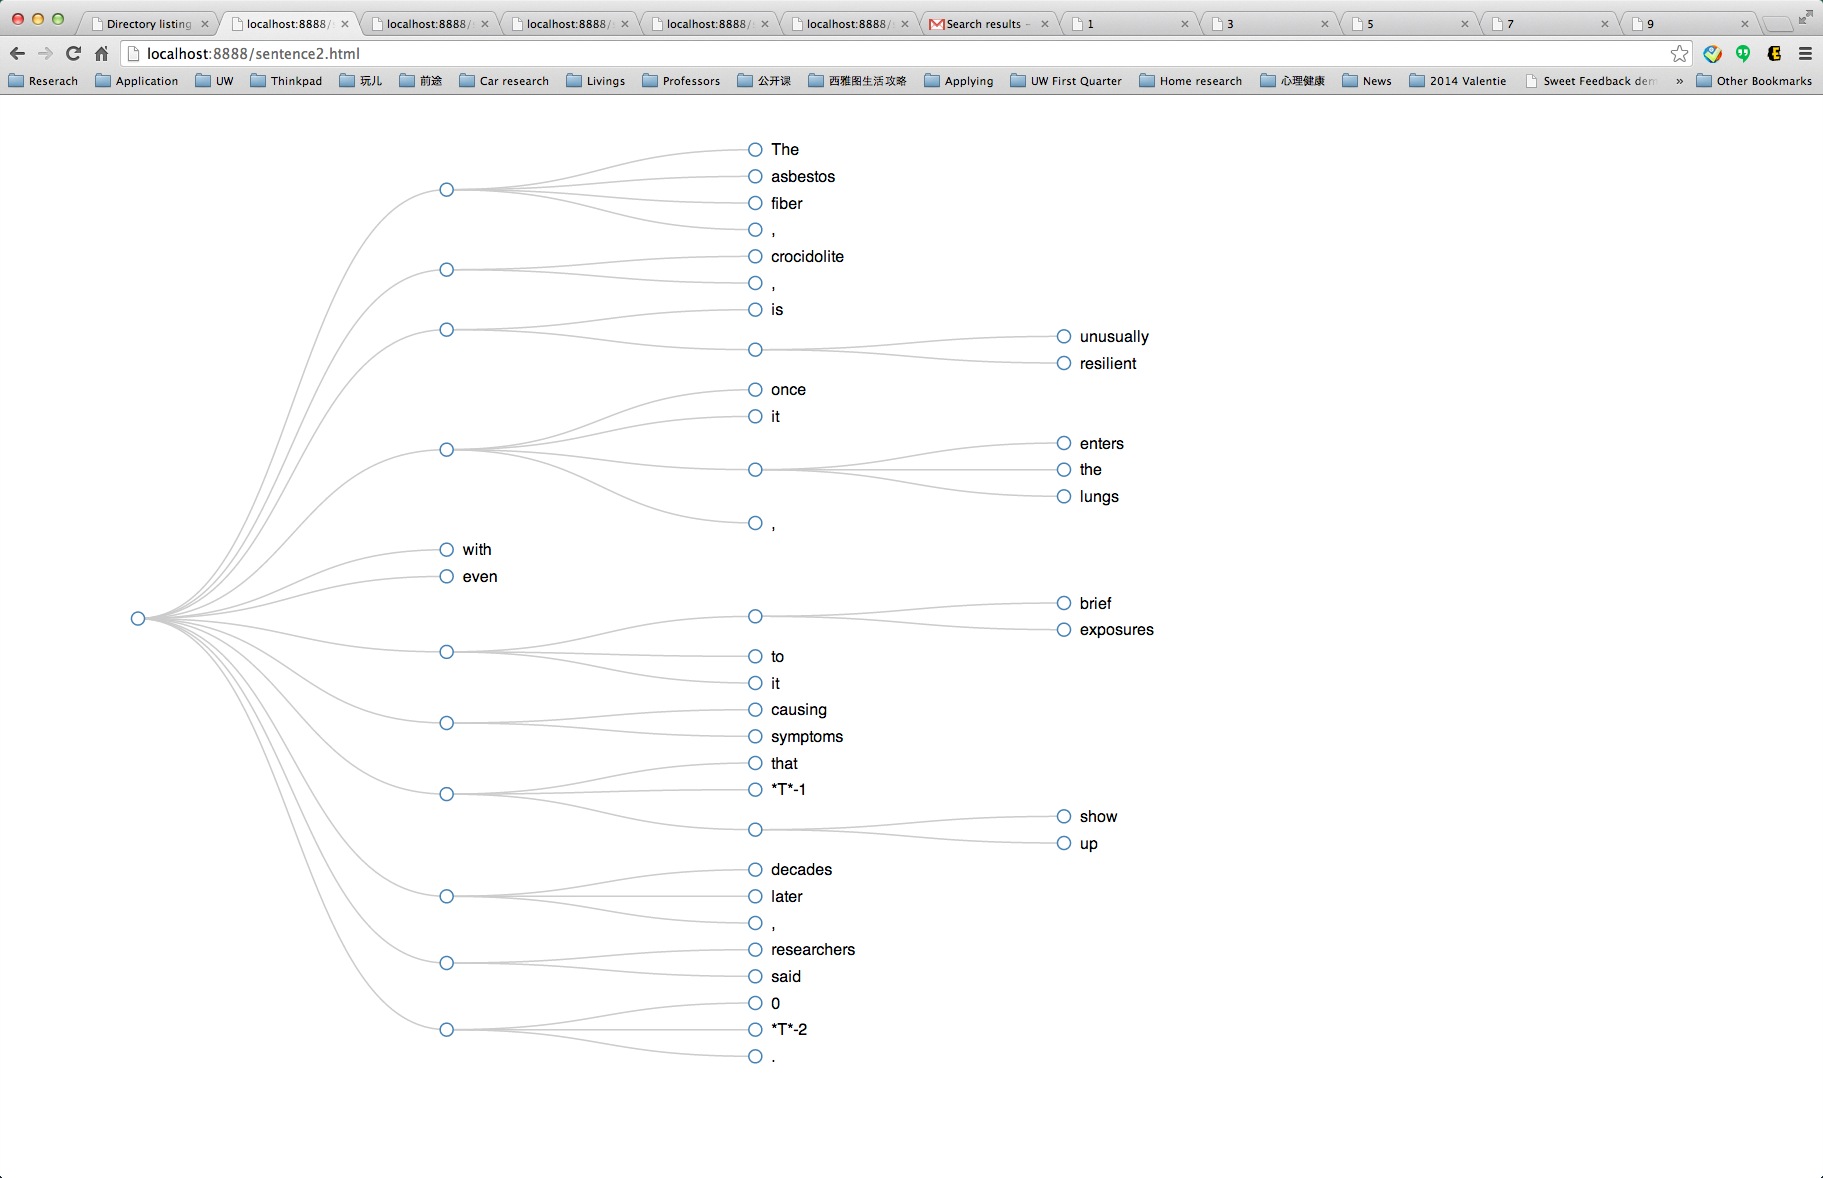 Directory listing
localhost:8888/
localhost:8888/
localhost:8888/
localhost:8888/
localhost:8888/
Search results -
1
3
5
7
9
localhost:8888/sentence2.html
Reserach
Application
UW
Thinkpad
玩儿
前途
Car research
Livings
Professors
公开课
西雅图生活攻略
Applying
UW First Quarter
Home research
心理健康
News
2014 Valentie
Sweet Feedback dem
»
Other Bookmarks
The
asbestos
fiber
,
crocidolite
,
is
unusually
resilient
once
it
enters
the
lungs
,
with
even
brief
exposures
to
it
causing
symptoms
that
*T*-1
show
up
decades
later
,
researchers
said
0
*T*-2
.